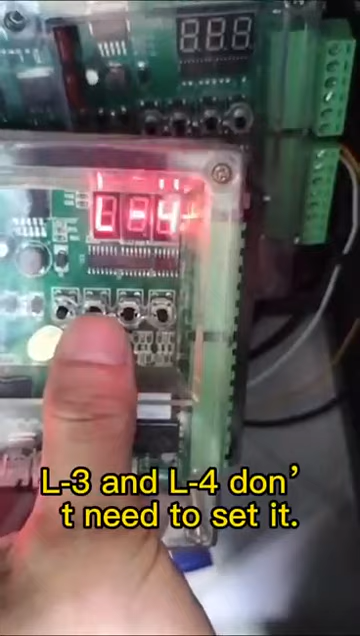 L-4
L-3 and L-4 don’
t need to set it.